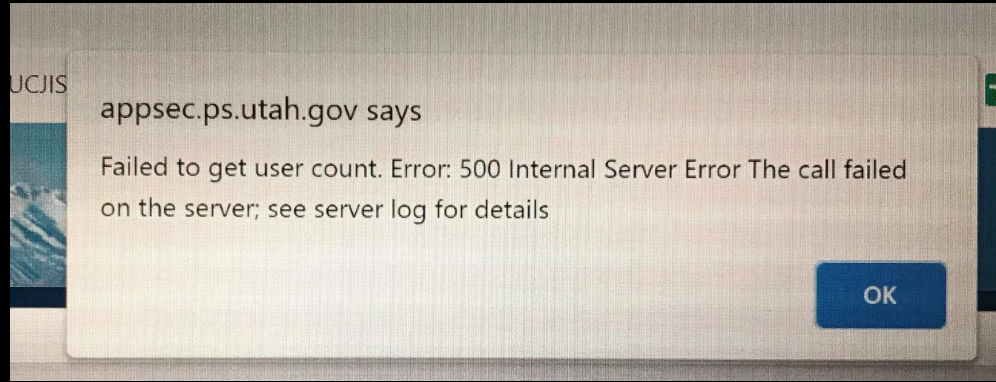 UCJIS
appsec.ps.utah.gov says
Failed to get user count. Error: 500 Internal Server Error The call failed
on the server; see server log for details
OK